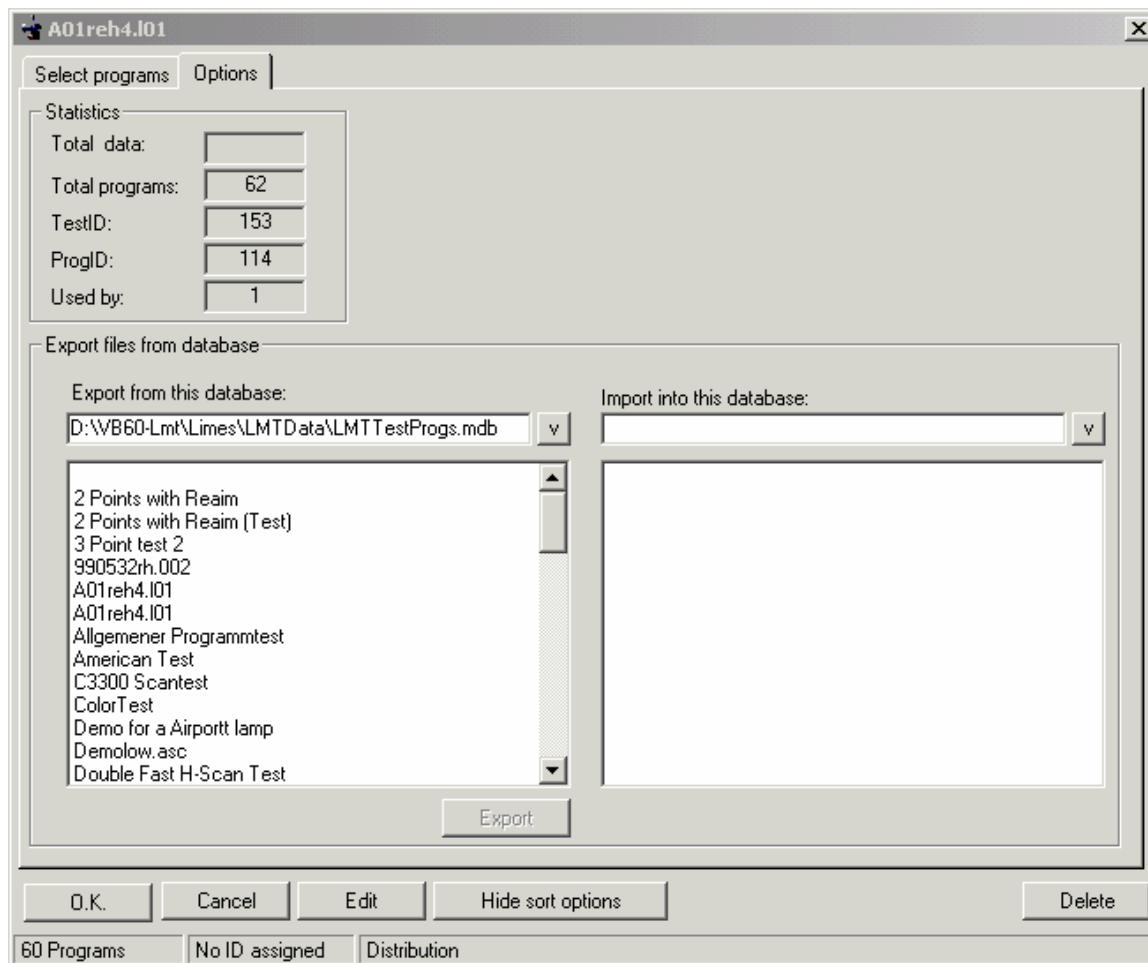 A01reh4.l01
Select programs Options
Statistics
Total data:
Total programs: 62
TestID: 153
ProgID: 114
Used by: 1
Export files from database
Export from this database:
D:\VB60-Lmt\Limes\LMTData\LMTTestProgs.mdb v
2 Points with Reaim
2 Points with Reaim (Test)
3 Point test 2
990532rh.002
A01reh4.l01
A01reh4.l01
Allgemener Programmtest
American Test
C3300 Scantest
ColorTest
Demo for a Airportt lamp
Demolow.asc
Double Fast H-Scan Test
Import into this database:
v
Export
O.K. Cancel Edit Hide sort options Delete
60 Programs No ID assigned Distribution